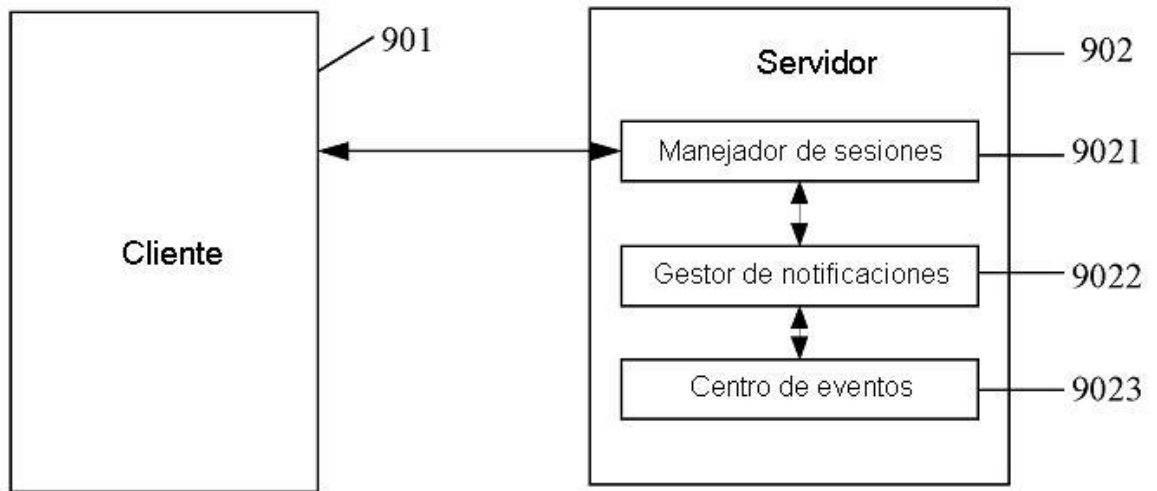 901
Cliente
Servidor
902
Manejador de sesiones
9021
Gestor de notificaciones
9022
Centro de eventos
9023